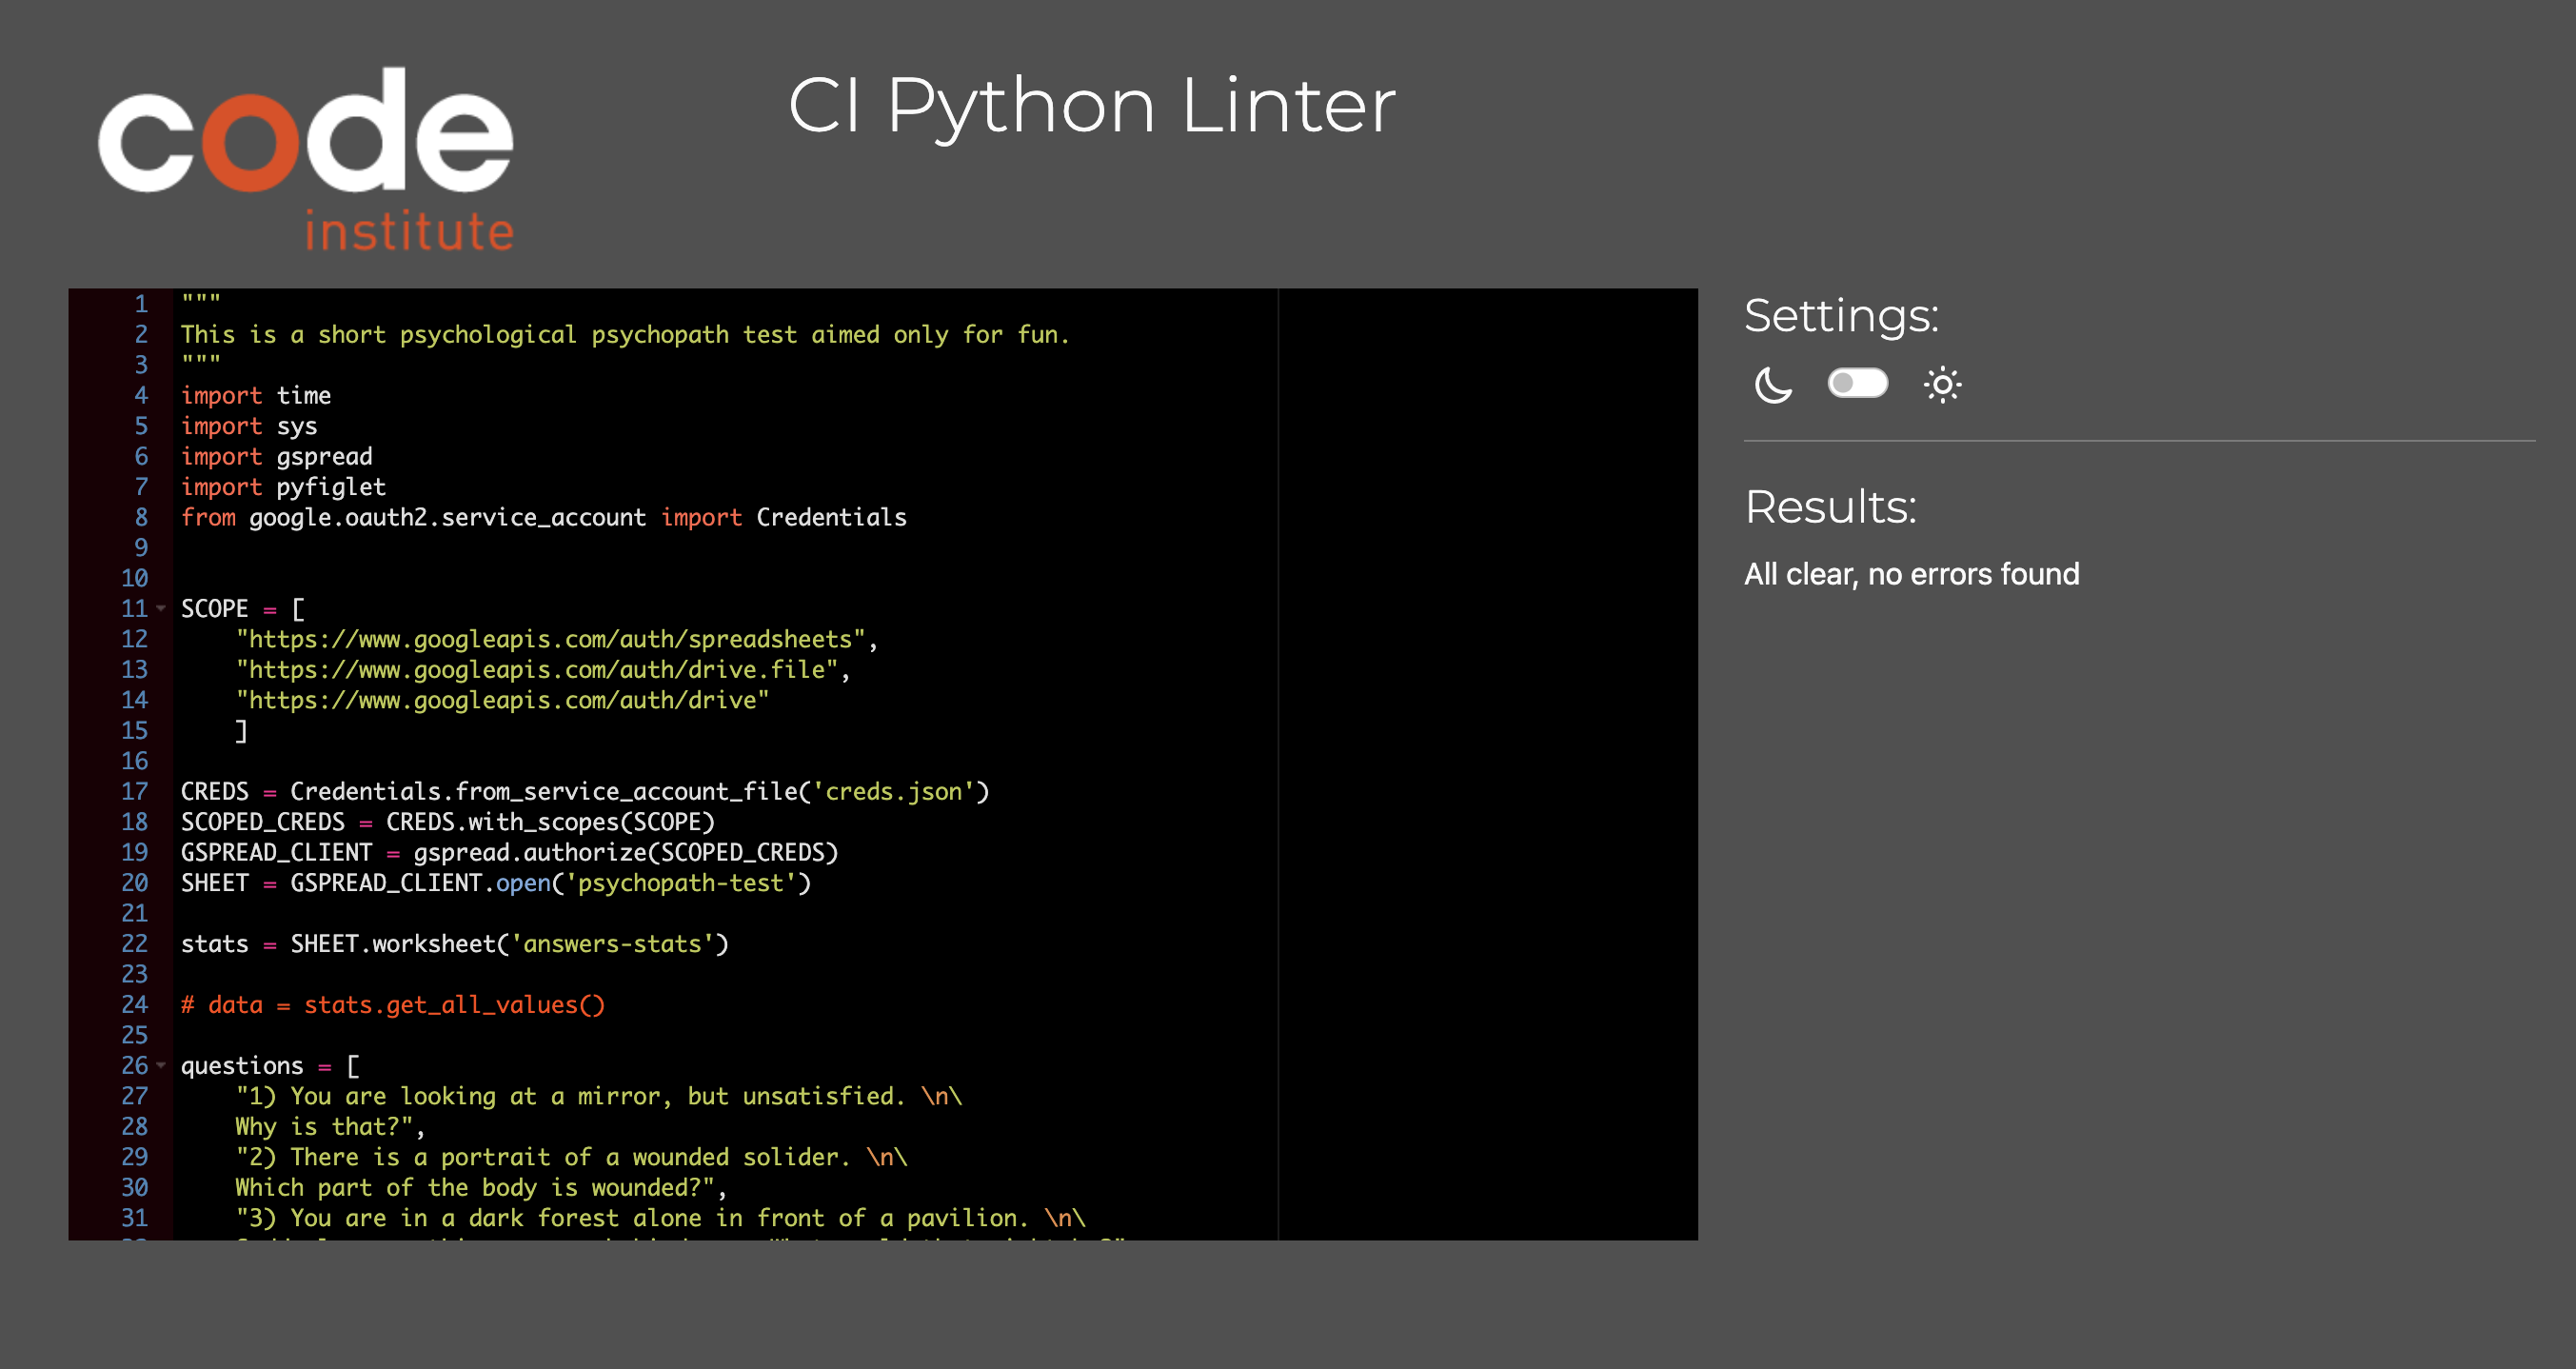 code
institute
CI Python Linter
1 """
2 This is a short psychological psychopath test aimed only for fun.
3 """
4 import time
5 import sys
6 import gspread
7 import pyfiglet
8 from google.oauth2.service_account import Credentials
9
10
11 SCOPE = [
12     "https://www.googleapis.com/auth/spreadsheets",
13     "https://www.googleapis.com/auth/drive.file",
14     "https://www.googleapis.com/auth/drive"
15     ]
16
17 CREDS = Credentials.from_service_account_file('creds.json')
18 SCOPED_CREDS = CREDS.with_scopes(SCOPE)
19 GSPREAD_CLIENT = gspread.authorize(SCOPED_CREDS)
20 SHEET = GSPREAD_CLIENT.open('psychopath-test')
21
22 stats = SHEET.worksheet('answers-stats')
23
24 # data = stats.get_all_values()
25
26 questions = [
27     "1) You are looking at a mirror, but unsatisfied. \n\
28     Why is that?",
29     "2) There is a portrait of a wounded solider. \n\
30     Which part of the body is wounded?",
31     "3) You are in a dark forest alone in front of a pavilion. \n\
Settings:
Results:
All clear, no errors found